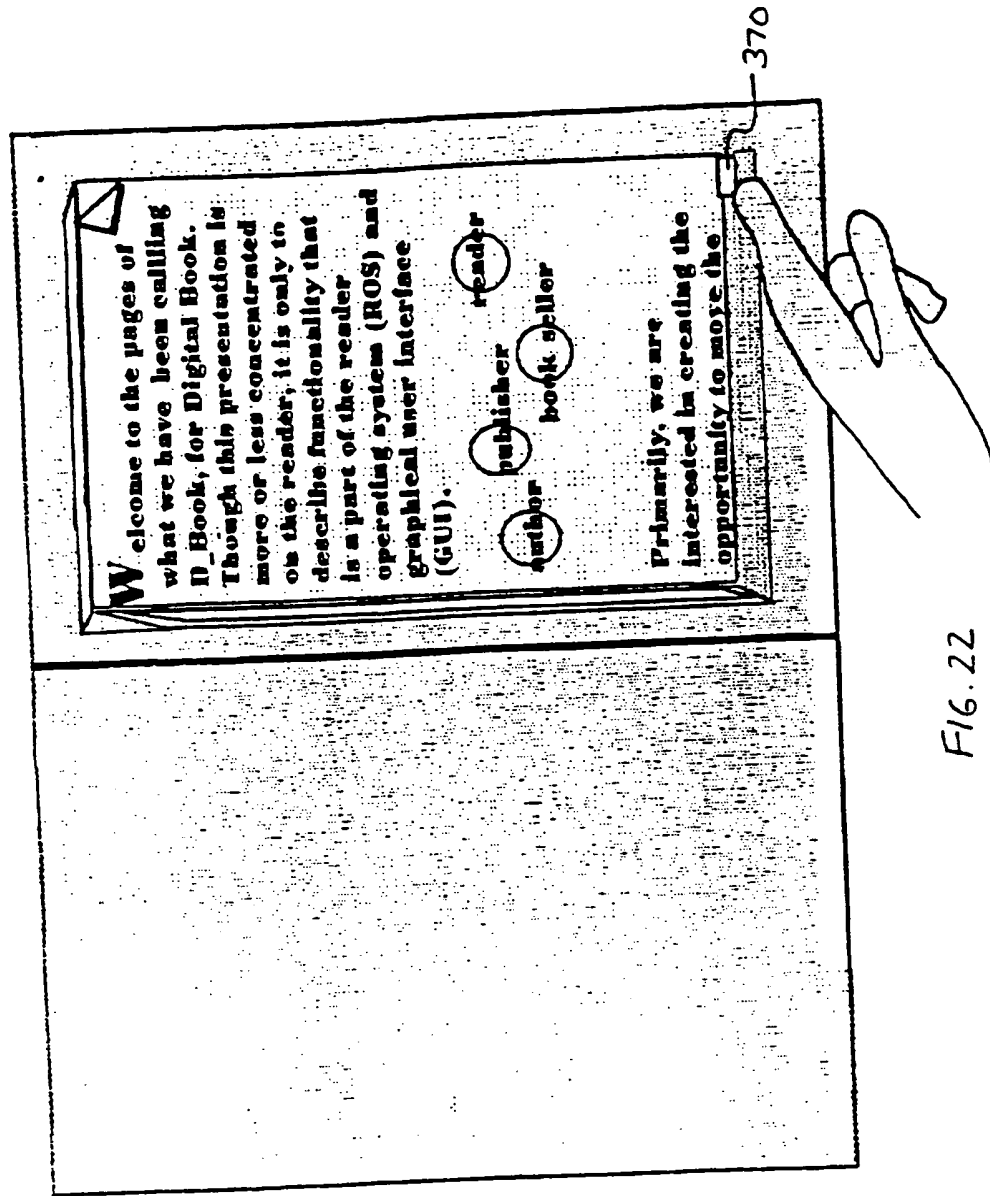 Welcome to the pages of
what we have been callling
D_Book, for Digital Book.
Though this presentation is
more or less concentrated
on the reader, it is only to
describe functionality that
is a part of the reader
operating system (ROS) and
graphical user interface
(GUI).
author
publisher
book seller
reader
Primarily, we are
interested in creating the
opportunity to move the
370
FIG. 22